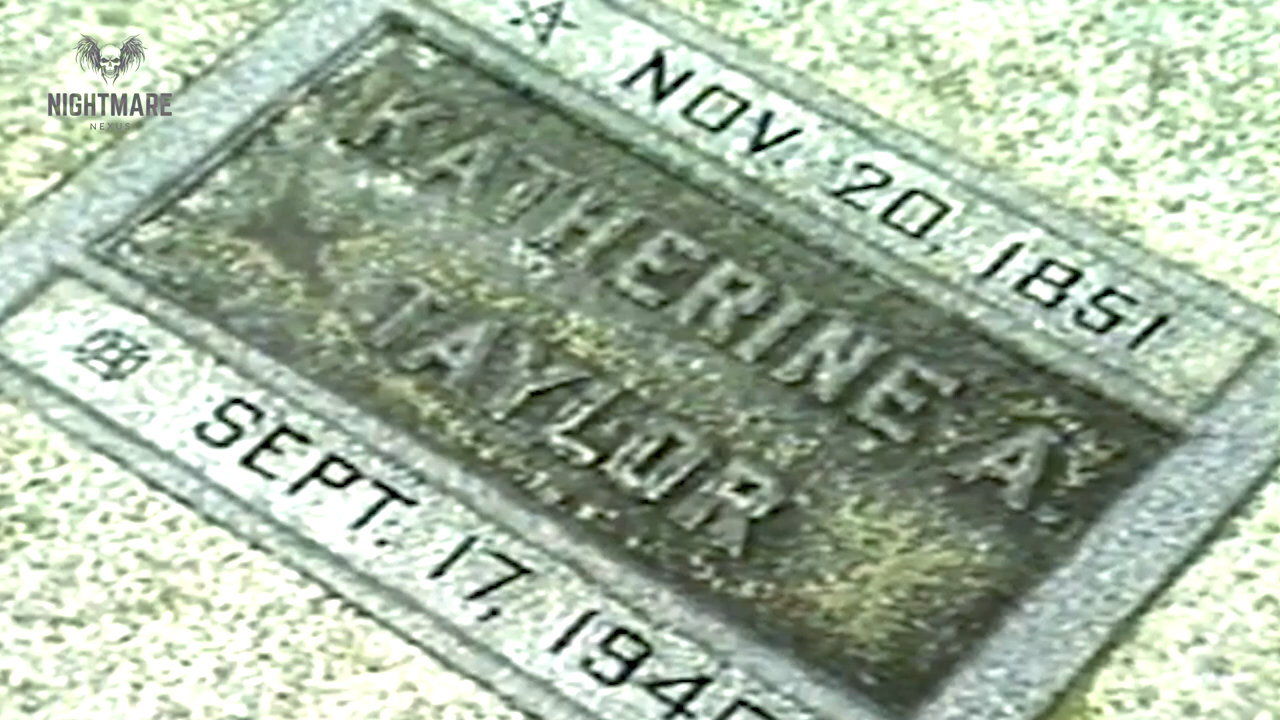 NIGHTMARE
NEXUS
NOV. 20, 1851
KATHERINE A.
TAYLOR
SEPT. 17,